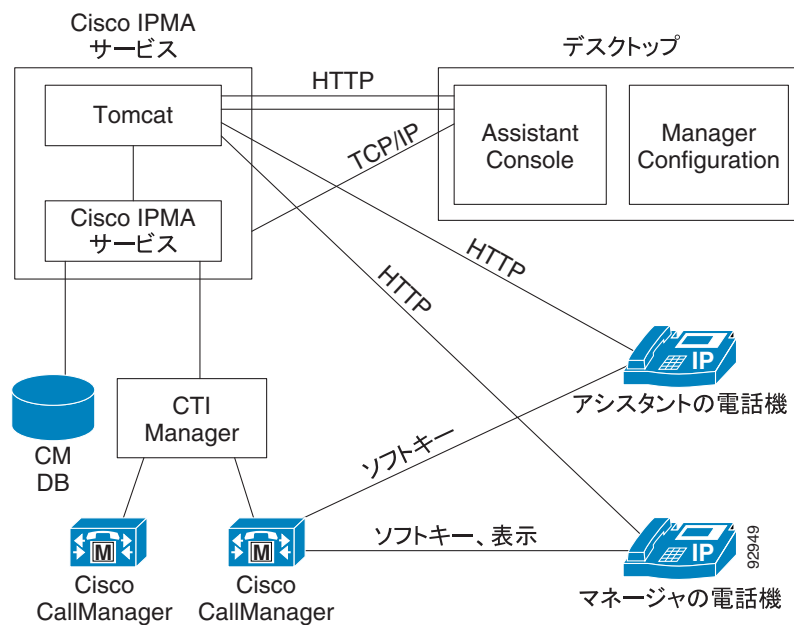 Cisco IPMA
サービス
デスクトップ
HTTP
Tomcat
TCP/IP
Assistant
Console
Manager
Configuration
Cisco IPMA
サービス
HTTP
HTTP
IP
アシスタントの電話機
CTI
Manager
CM
DB
ソフトキー
M
Cisco
CallManager
M
Cisco
CallManager
ソフトキー、表示
IP
マネージャの電話機
92949